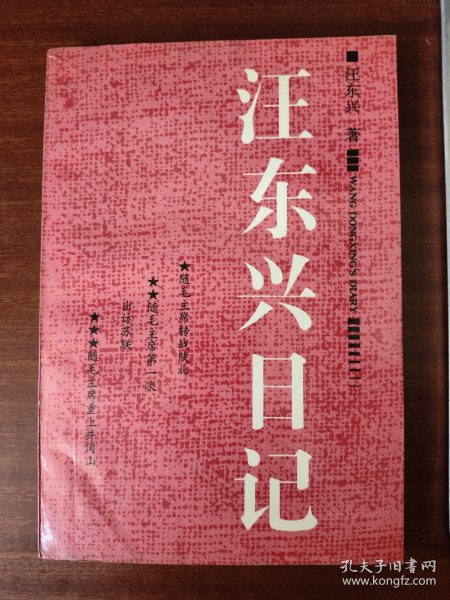 汪东兴日记
汪东兴 著
WANG DONGXING'S DIARY
★随毛主席转战陕北
★★随毛主席第一次
出访苏联
★★★随毛主席重上井冈山
孔夫子旧书网
www.kongfz.com